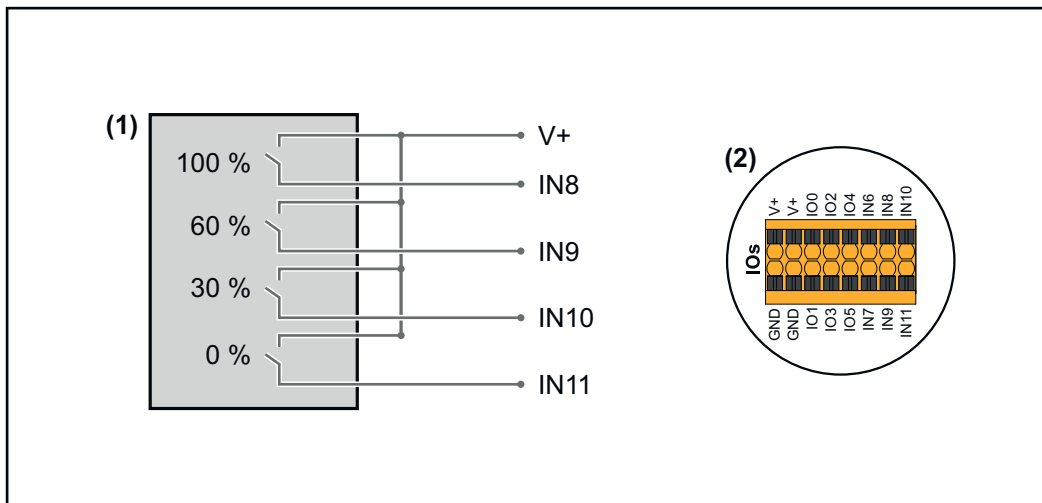 (1)
100 %
60 %
30 %
0 %
V+
IN8
IN9
IN10
IN11
(2)
V+ V+ IO0 IO2 IO4 IN6 IN8 IN10
IOs
GND GND IO1 IO3 IO5 IN7 IN9 IN11